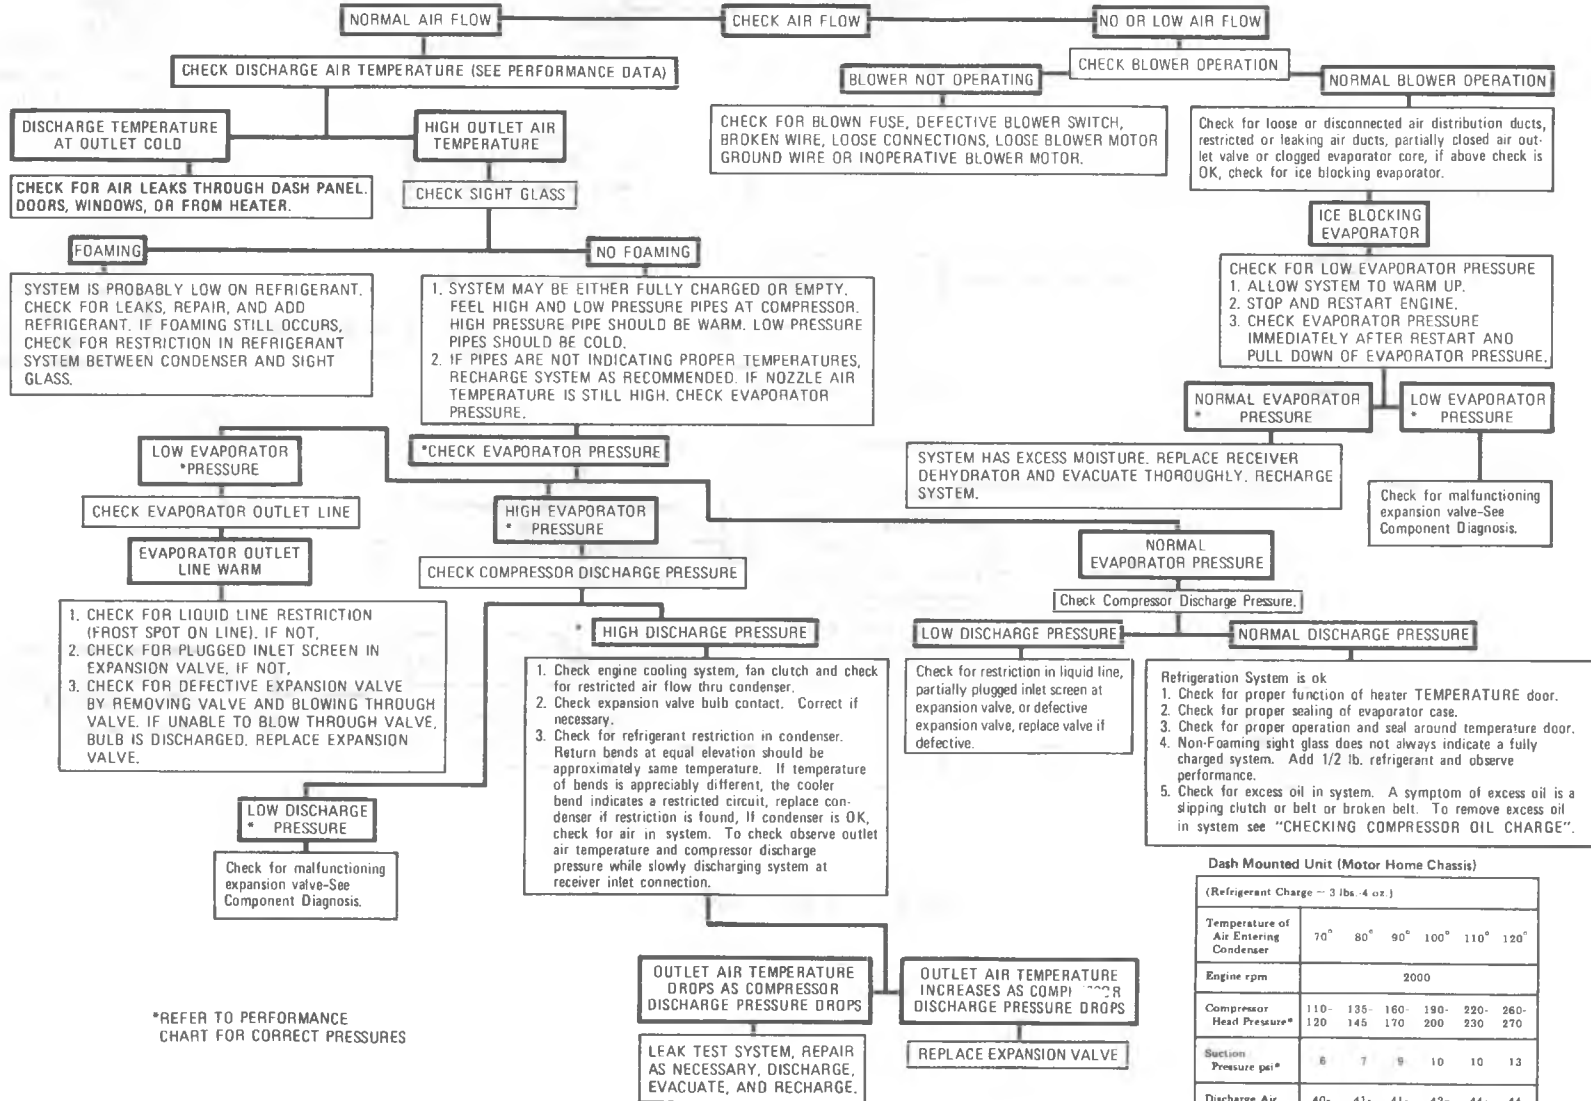 NORMAL AIR FLOW
CHECK AIR FLOW
NO OR LOW AIR FLOW
CHECK DISCHARGE AIR TEMPERATURE (SEE PERFORMANCE DATA)
CHECK BLOWER OPERATION
BLOWER NOT OPERATING
NORMAL BLOWER OPERATION
DISCHARGE TEMPERATURE
AT OUTLET COLD
HIGH OUTLET AIR
TEMPERATURE
CHECK FOR BLOWN FUSE, DEFECTIVE BLOWER SWITCH,
BROKEN WIRE, LOOSE CONNECTIONS, LOOSE BLOWER MOTOR
GROUND WIRE OR INOPERATIVE BLOWER MOTOR.
Check for loose or disconnected air distribution ducts,
restricted or leaking air ducts, partially closed air out-
let valve or clogged evaporator core, if above check is
OK, check for ice blocking evaporator.
CHECK FOR AIR LEAKS THROUGH DASH PANEL.
DOORS, WINDOWS, OR FROM HEATER.
CHECK SIGHT GLASS
ICE BLOCKING
EVAPORATOR
FOAMING
NO FOAMING
SYSTEM IS PROBABLY LOW ON REFRIGERANT.
CHECK FOR LEAKS, REPAIR, AND ADD
REFRIGERANT. IF FOAMING STILL OCCURS,
CHECK FOR RESTRICTION IN REFRIGERANT
SYSTEM BETWEEN CONDENSER AND SIGHT
GLASS.
1. SYSTEM MAY BE EITHER FULLY CHARGED OR EMPTY.
FEEL HIGH AND LOW PRESSURE PIPES AT COMPRESSOR.
HIGH PRESSURE PIPE SHOULD BE WARM. LOW PRESSURE
PIPES SHOULD BE COLD.
2. IF PIPES ARE NOT INDICATING PROPER TEMPERATURES,
RECHARGE SYSTEM AS RECOMMENDED. IF NOZZLE AIR
TEMPERATURE IS STILL HIGH. CHECK EVAPORATOR
PRESSURE.
CHECK FOR LOW EVAPORATOR PRESSURE
1. ALLOW SYSTEM TO WARM UP.
2. STOP AND RESTART ENGINE.
3. CHECK EVAPORATOR PRESSURE
IMMEDIATELY AFTER RESTART AND
PULL DOWN OF EVAPORATOR PRESSURE.
NORMAL EVAPORATOR
* PRESSURE
LOW EVAPORATOR
* PRESSURE
LOW EVAPORATOR
*PRESSURE
*CHECK EVAPORATOR PRESSURE
SYSTEM HAS EXCESS MOISTURE. REPLACE RECEIVER
DEHYDRATOR AND EVACUATE THOROUGHLY. RECHARGE
SYSTEM.
Check for malfunctioning
expansion valve-See
Component Diagnosis.
CHECK EVAPORATOR OUTLET LINE
HIGH EVAPORATOR
* PRESSURE
EVAPORATOR OUTLET
LINE WARM
CHECK COMPRESSOR DISCHARGE PRESSURE
NORMAL
EVAPORATOR PRESSURE
Check Compressor Discharge Pressure.
1. CHECK FOR LIQUID LINE RESTRICTION
(FROST SPOT ON LINE). IF NOT,
2. CHECK FOR PLUGGED INLET SCREEN IN
EXPANSION VALVE, IF NOT,
3. CHECK FOR DEFECTIVE EXPANSION VALVE
BY REMOVING VALVE AND BLOWING THROUGH
VALVE. IF UNABLE TO BLOW THROUGH VALVE,
BULB IS DISCHARGED. REPLACE EXPANSION
VALVE.
* HIGH DISCHARGE PRESSURE
LOW DISCHARGE PRESSURE
NORMAL DISCHARGE PRESSURE
1. Check engine cooling system, fan clutch and check
for restricted air flow thru condenser.
2. Check expansion valve bulb contact. Correct if
necessary.
3. Check for refrigerant restriction in condenser.
Return bends at equal elevation should be
approximately same temperature. If temperature
of bends is appreciably different, the cooler
bend indicates a restricted circuit, replace con-
denser if restriction is found, If condenser is OK,
check for air in system. To check observe outlet
air temperature and compressor discharge
pressure while slowly discharging system at
receiver inlet connection.
Check for restriction in liquid line,
partially plugged inlet screen at
expansion valve, or defective
expansion valve, replace valve if
defective.
Refrigeration System is ok
1. Check for proper function of heater TEMPERATURE door.
2. Check for proper sealing of evaporator case.
3. Check for proper operation and seal around temperature door.
4. Non-Foaming sight glass does not always indicate a fully
charged system. Add 1/2 lb. refrigerant and observe
performance.
5. Check for excess oil in system. A symptom of excess oil is a
slipping clutch or belt or broken belt. To remove excess oil
in system see "CHECKING COMPRESSOR OIL CHARGE".
LOW DISCHARGE
* PRESSURE
Check for malfunctioning
expansion valve-See
Component Diagnosis.
Dash Mounted Unit (Motor Home Chassis)
(Refrigerant Charge - 3 lbs. 4 oz.)
Temperature of
Air Entering
Condenser
70° 80° 90° 100° 110° 120°
Engine rpm 2000
Compressor
Head Pressure*
110- 135- 160- 190- 220- 260-
120 145 170 200 230 270
Suction
Pressure psi*
6 7 9 10 10 13
Discharge Air 40- 41- 41- 42- 44- 44
OUTLET AIR TEMPERATURE
DROPS AS COMPRESSOR
DISCHARGE PRESSURE DROPS
OUTLET AIR TEMPERATURE
INCREASES AS
DISCHARGE PRESSURE DROPS
LEAK TEST SYSTEM, REPAIR
AS NECESSARY, DISCHARGE,
EVACUATE, AND RECHARGE.
REPLACE EXPANSION VALVE
*REFER TO PERFORMANCE
CHART FOR CORRECT PRESSURES